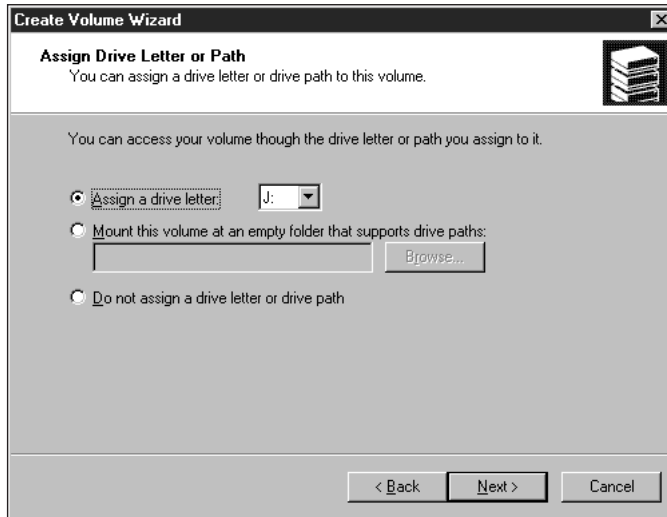 Create Volume Wizard
Assign Drive Letter or Path
You can assign a drive letter or drive path to this volume.
You can access your volume though the drive letter or path you assign to it.
Assign a drive letter: J:
Mount this volume at an empty folder that supports drive paths:
Browse...
Do not assign a drive letter or drive path
< Back Next > Cancel